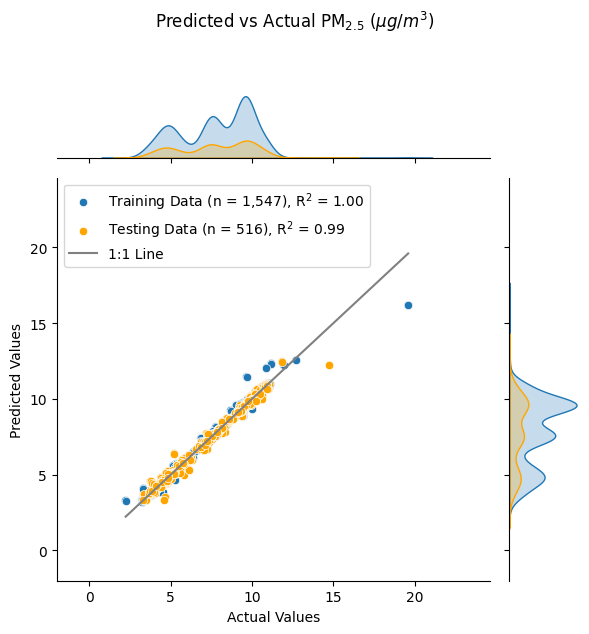 Predicted vs Actual PM₂.₅ (μg/m³)
Training Data (n = 1,547), R² = 1.00
Testing Data (n = 516), R² = 0.99
1:1 Line
20
15
10
5
0
Predicted Values
0 5 10 15 20
Actual Values